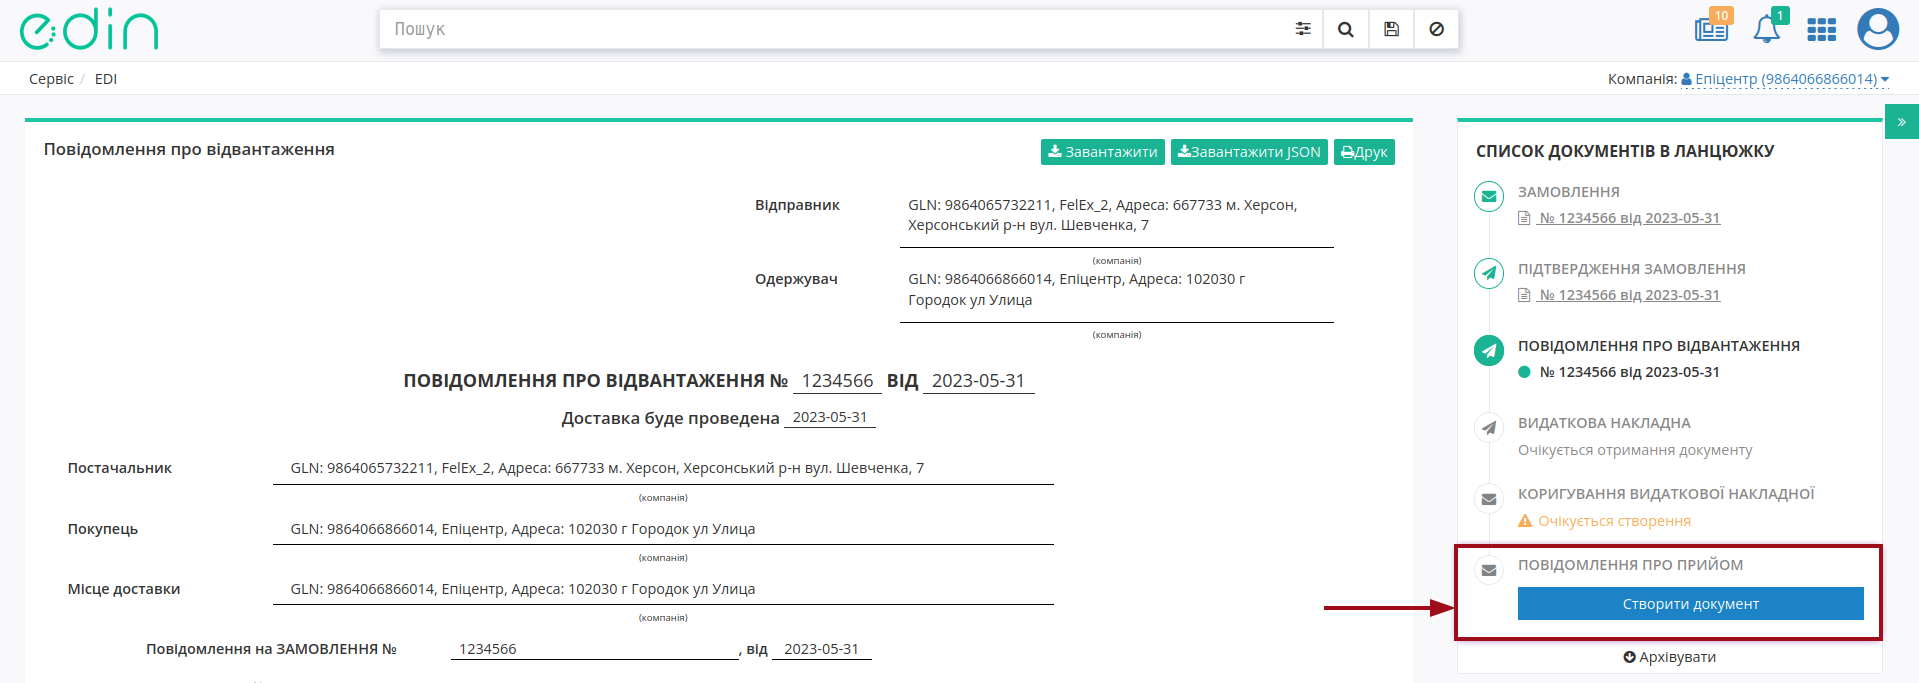 edin
Пошук
10
1
Сервіс / EDI
Компанія: Епіцентр (9864066866014)
Повідомлення про відвантаження
Завантажити
Завантажити JSON
Друк
Відправник
GLN: 9864065732211, FelEx_2, Адреса: 667733 м. Херсон,
Херсонський р-н вул. Шевченка, 7
(компанія)
Одержувач
GLN: 9864066866014, Епіцентр, Адреса: 102030 г
Городок ул Улица
(компанія)
ПОВІДОМЛЕННЯ ПРО ВІДВАНТАЖЕННЯ № 1234566 ВІД 2023-05-31
Доставка буде проведена 2023-05-31
Постачальник
GLN: 9864065732211, FelEx_2, Адреса: 667733 м. Херсон, Херсонський р-н вул. Шевченка, 7
(компанія)
Покупець
GLN: 9864066866014, Епіцентр, Адреса: 102030 г Городок ул Улица
(компанія)
Місце доставки
GLN: 9864066866014, Епіцентр, Адреса: 102030 г Городок ул Улица
(компанія)
Повідомлення на ЗАМОВЛЕННЯ № 1234566 , від 2023-05-31
»
СПИСОК ДОКУМЕНТІВ В ЛАНЦЮЖКУ
ЗАМОВЛЕННЯ
№ 1234566 від 2023-05-31
ПІДТВЕРДЖЕННЯ ЗАМОВЛЕННЯ
№ 1234566 від 2023-05-31
ПОВІДОМЛЕННЯ ПРО ВІДВАНТАЖЕННЯ
№ 1234566 від 2023-05-31
ВИДАТКОВА НАКЛАДНА
Очікується отримання документу
КОРИГУВАННЯ ВИДАТКОВОЇ НАКЛАДНОЇ
Очікується створення
ПОВІДОМЛЕННЯ ПРО ПРИЙОМ
Створити документ
Архівувати